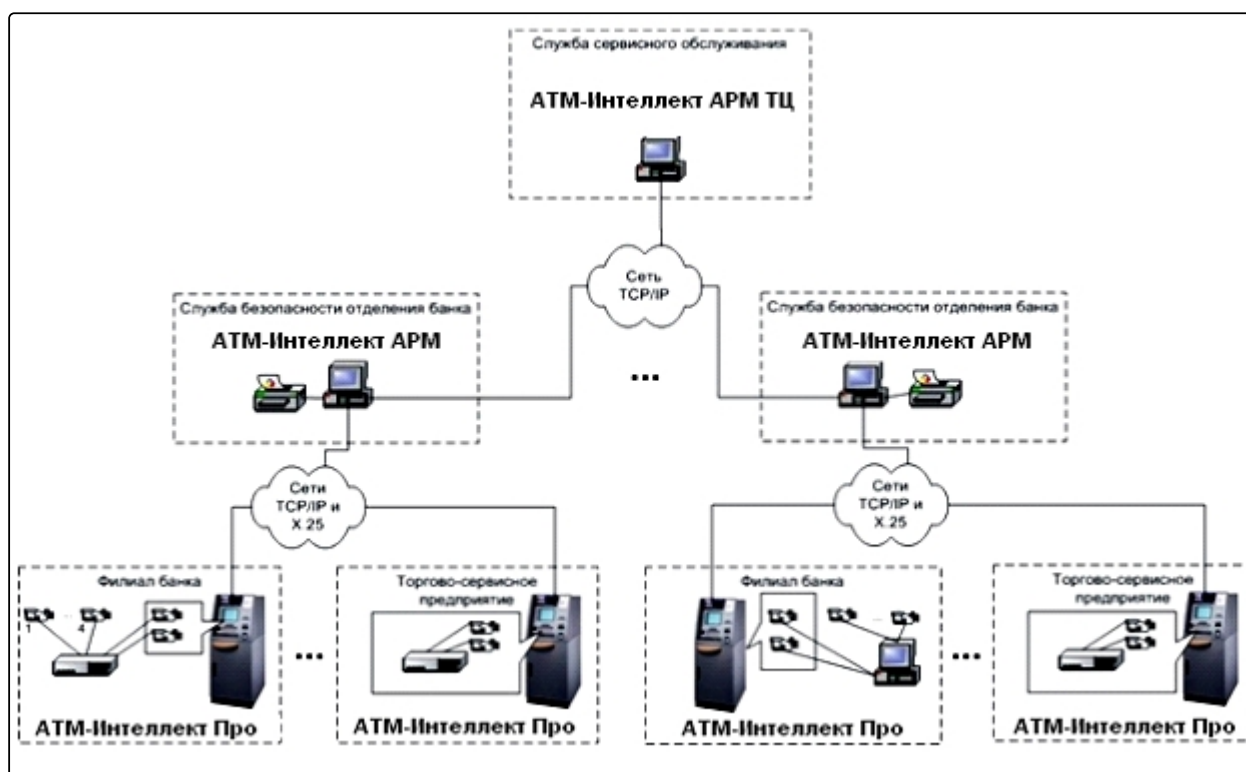 Служба сервисного обслуживания
АТМ-Интеллект АРМ ТЦ
Сеть
TCP/IP
Служба безопасности отделения банка
АТМ-Интеллект АРМ
...
Служба безопасности отделения банка
АТМ-Интеллект АРМ
Сети
TCP/IP и
X.25
Сети
TCP/IP и
X.25
Филиал банка
1
...
4
АТМ-Интеллект Про
...
Торгово-сервисное
предприятие
АТМ-Интеллект Про
Филиал банка
...
АТМ-Интеллект Про
...
Торгово-сервисное
предприятие
АТМ-Интеллект Про